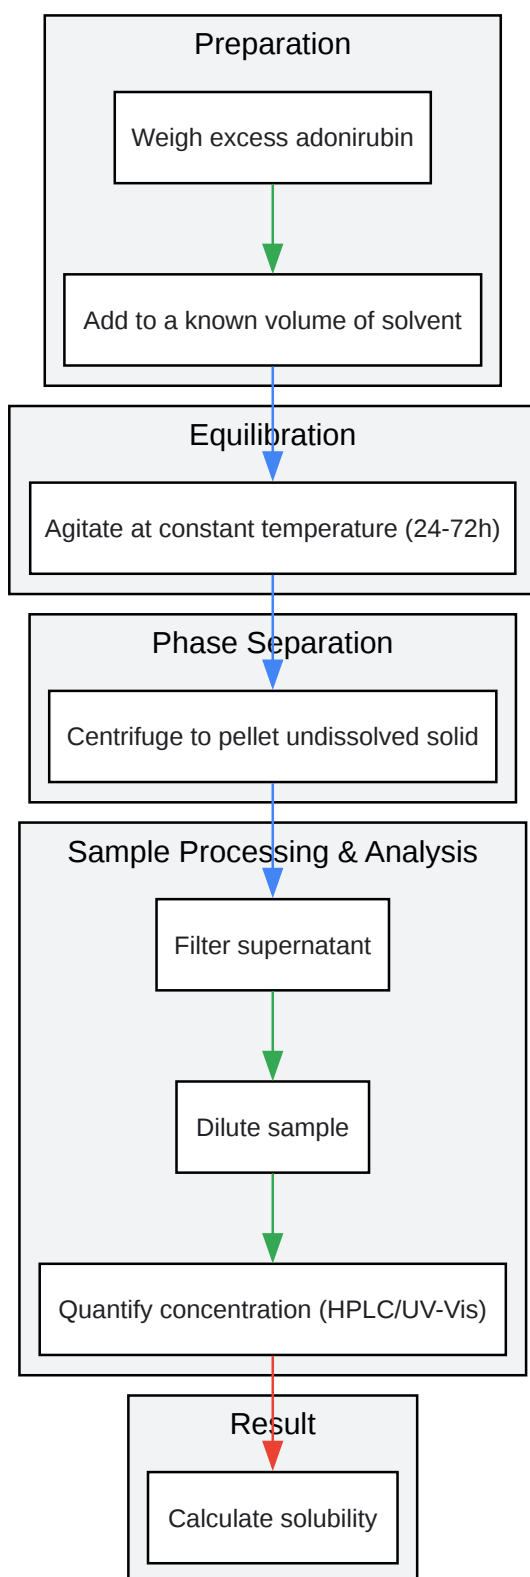 Preparation
Weigh excess adonirubin
Add to a known volume of solvent
Equilibration
Agitate at constant temperature (24-72h)
Phase Separation
Centrifuge to pellet undissolved solid
Sample Processing & Analysis
Filter supernatant
Dilute sample
Quantify concentration (HPLC/UV-Vis)
Result
Calculate solubility